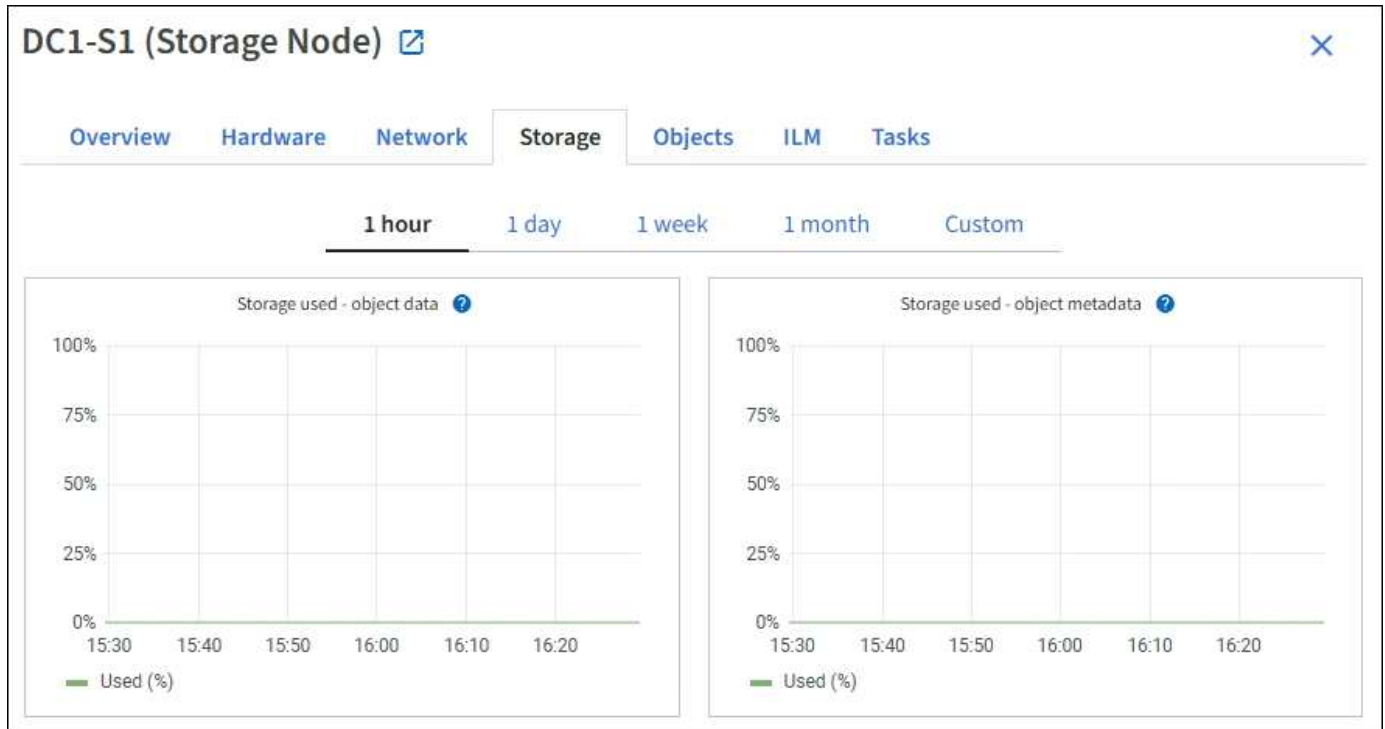 DC1-S1 (Storage Node)
Overview Hardware Network Storage Objects ILM Tasks
1 hour 1 day 1 week 1 month Custom
Storage used - object data ?
100%
75%
50%
25%
0%
15:30 15:40 15:50 16:00 16:10 16:20
Used (%)
Storage used - object metadata ?
100%
75%
50%
25%
0%
15:30 15:40 15:50 16:00 16:10 16:20
Used (%)